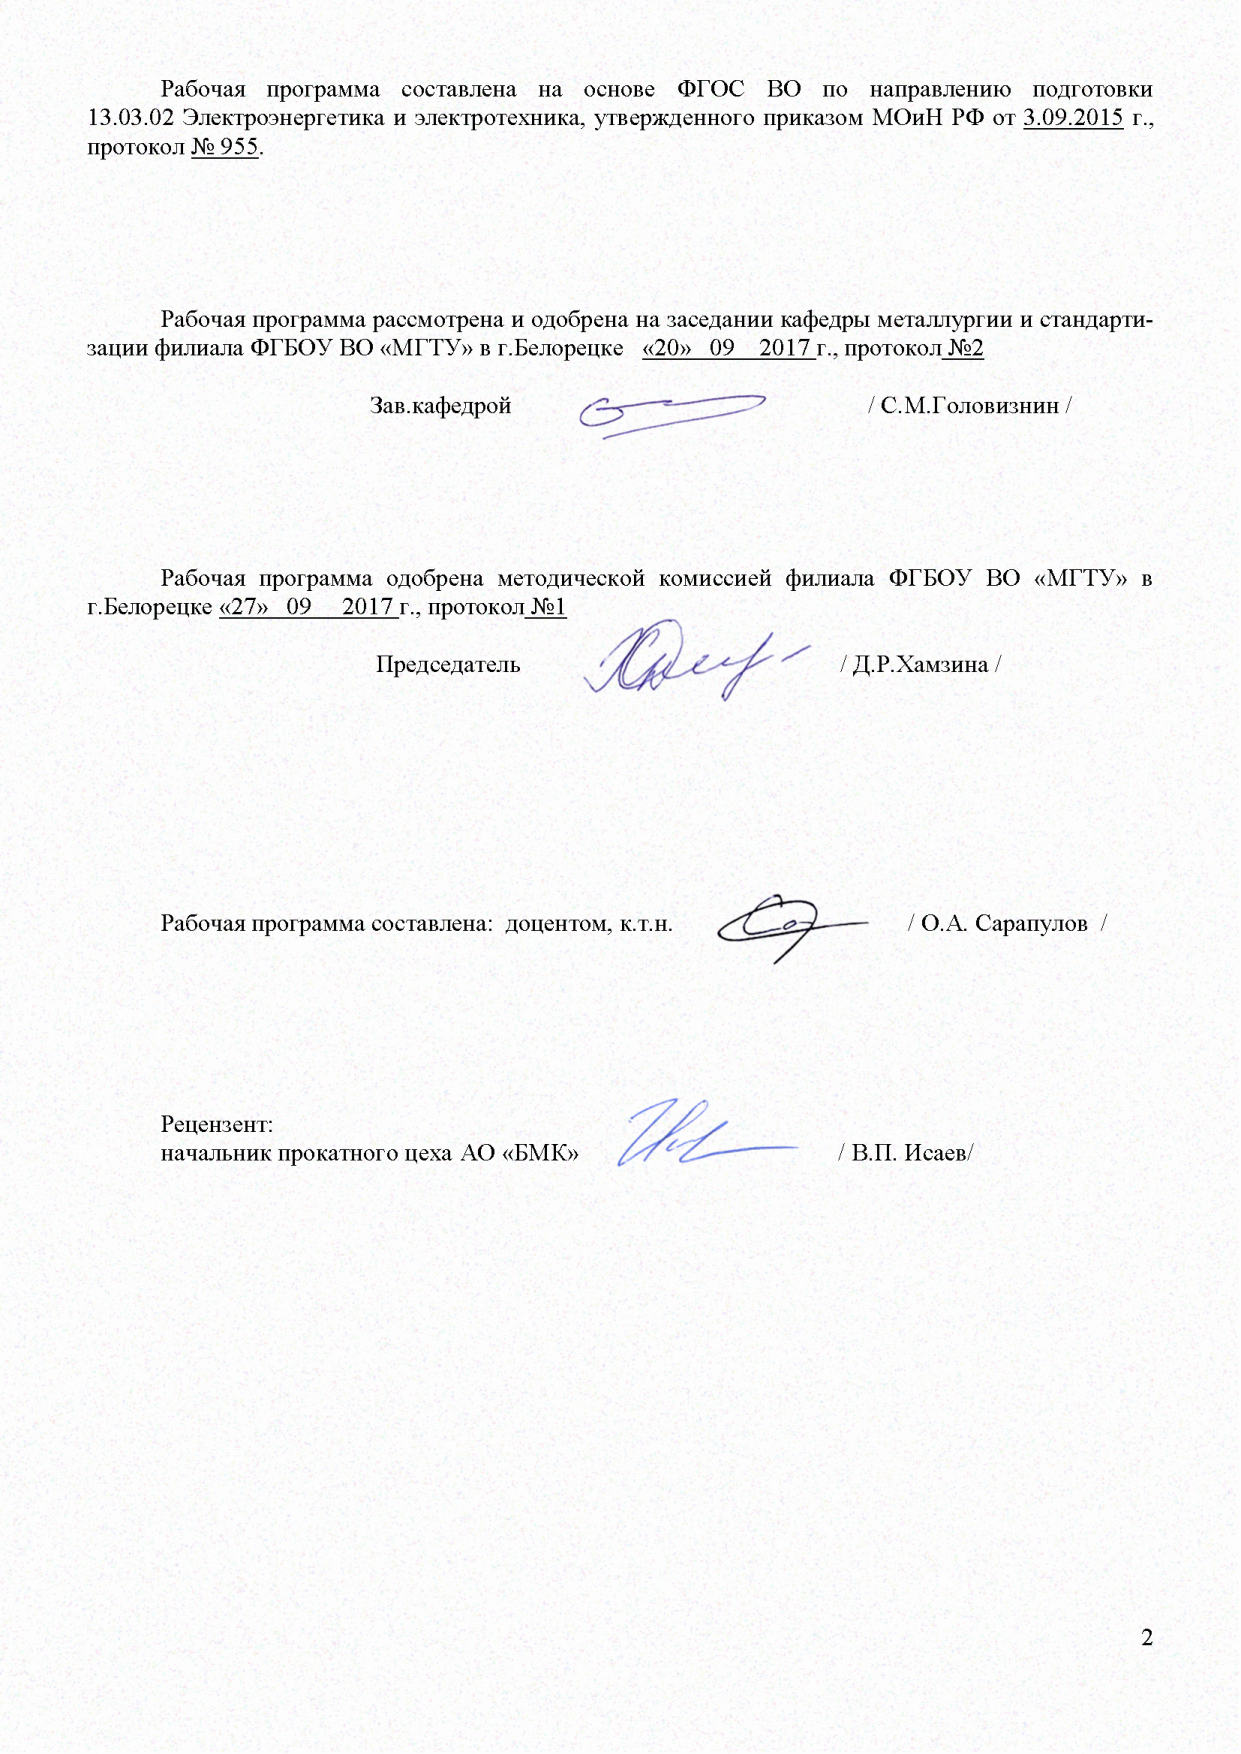 Рабочая программа составлена на основе ФГОС ВО по направлению подготовки
13.03.02 Электроэнергетика и электротехника, утвержденного приказом МОиН РФ от 3.09.2015 г.,
протокол № 955.
Рабочая программа рассмотрена и одобрена на заседании кафедры металлургии и стандарти-
зации филиала ФГБОУ ВО «МГТУ» в г.Белорецке «20» 09 2017 г., протокол №2
Зав.кафедрой / С.М.Головизнин /
Рабочая программа одобрена методической комиссией филиала ФГБОУ ВО «МГТУ» в
г.Белорецке «27» 09 2017 г., протокол №1
Председатель / Д.Р.Хамзина /
Рабочая программа составлена: доцентом, к.т.н. / О.А. Сарапулов /
Рецензент:
начальник прокатного цеха АО «БМК» / В.П. Исаев/
2